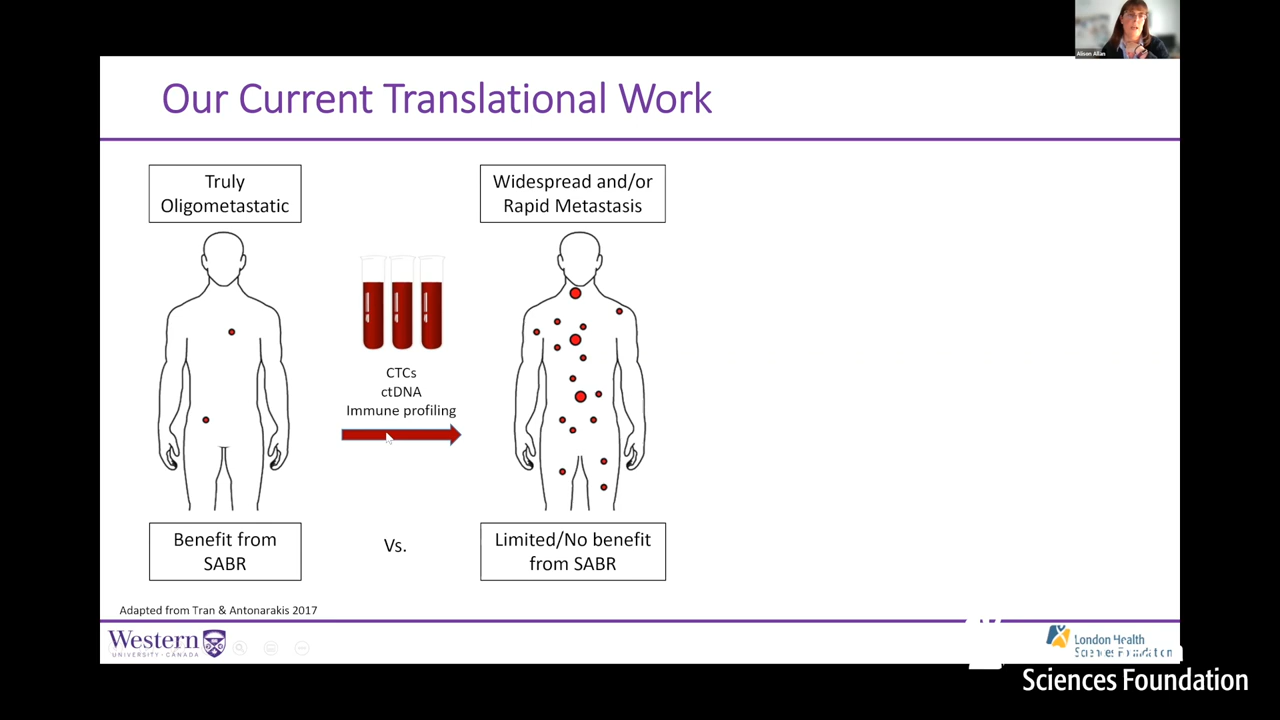 Alison Allan
Our Current Translational Work
Truly
Oligometastatic
Widespread and/or
Rapid Metastasis
CTCs
ctDNA
Immune profiling
Benefit from
SABR
Vs.
Limited/No benefit
from SABR
Adapted from Tran & Antonarakis 2017
Western
UNIVERSITY · CANADA
London Health
Sciences Foundation
Sciences Foundation